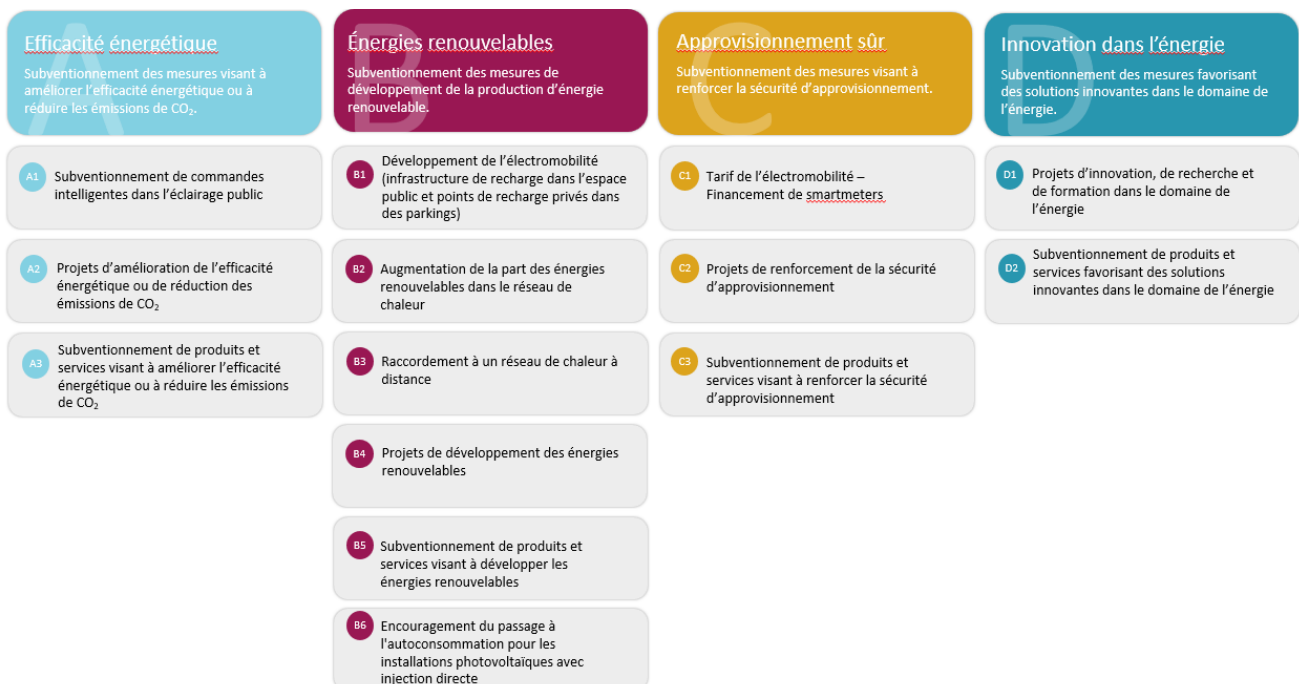 A
Efficacité énergétique
Subventionnement des mesures visant à
améliorer l'efficacité énergétique ou à
réduire les émissions de CO₂.
A1
Subventionnement de commandes
intelligentes dans l'éclairage public
A2
Projets d'amélioration de l'efficacité
énergétique ou de réduction des
émissions de CO₂
A3
Subventionnement de produits et
services visant à améliorer l'efficacité
énergétique ou à réduire les émissions
de CO₂
B
Énergies renouvelables
Subventionnement des mesures de
développement de la production d'énergie
renouvelable.
B1
Développement de l'électromobilité
(infrastructure de recharge dans l'espace
public et points de recharge privés dans
des parkings)
B2
Augmentation de la part des énergies
renouvelables dans le réseau de
chaleur
B3
Raccordement à un réseau de chaleur à
distance
B4
Projets de développement des énergies
renouvelables
B5
Subventionnement de produits et
services visant à développer les
énergies renouvelables
B6
Encouragement du passage à
l'autoconsommation pour les
installations photovoltaïques avec
injection directe
C
Approvisionnement sûr
Subventionnement des mesures visant à
renforcer la sécurité d'approvisionnement.
C1
Tarif de l'électromobilité –
Financement de smartmeters
C2
Projets de renforcement de la sécurité
d'approvisionnement
C3
Subventionnement de produits et
services visant à renforcer la sécurité
d'approvisionnement
D
Innovation dans l'énergie
Subventionnement des mesures favorisant
des solutions innovantes dans le domaine de
l'énergie.
D1
Projets d'innovation, de recherche et
de formation dans le domaine de
l'énergie
D2
Subventionnement de produits et
services favorisant des solutions
innovantes dans le domaine de l'énergie